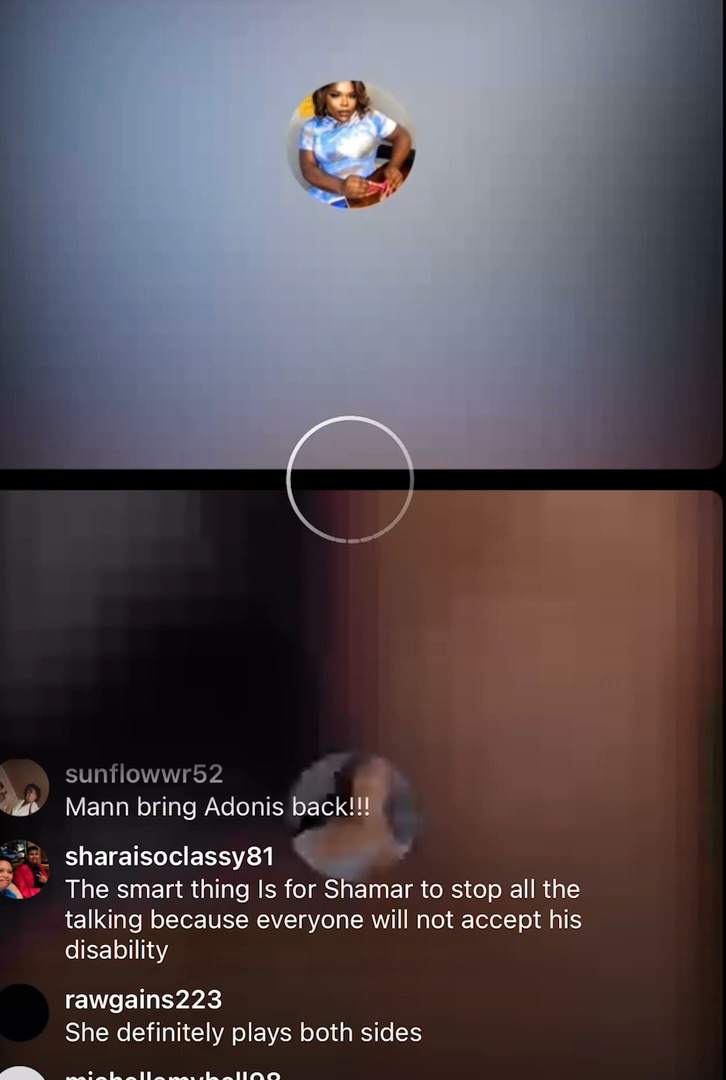 sunflowwr52
Mann bring Adonis back!!!
sharaisoclassy81
The smart thing Is for Shamar to stop all the
talking because everyone will not accept his
disability
rawgains223
She definitely plays both sides